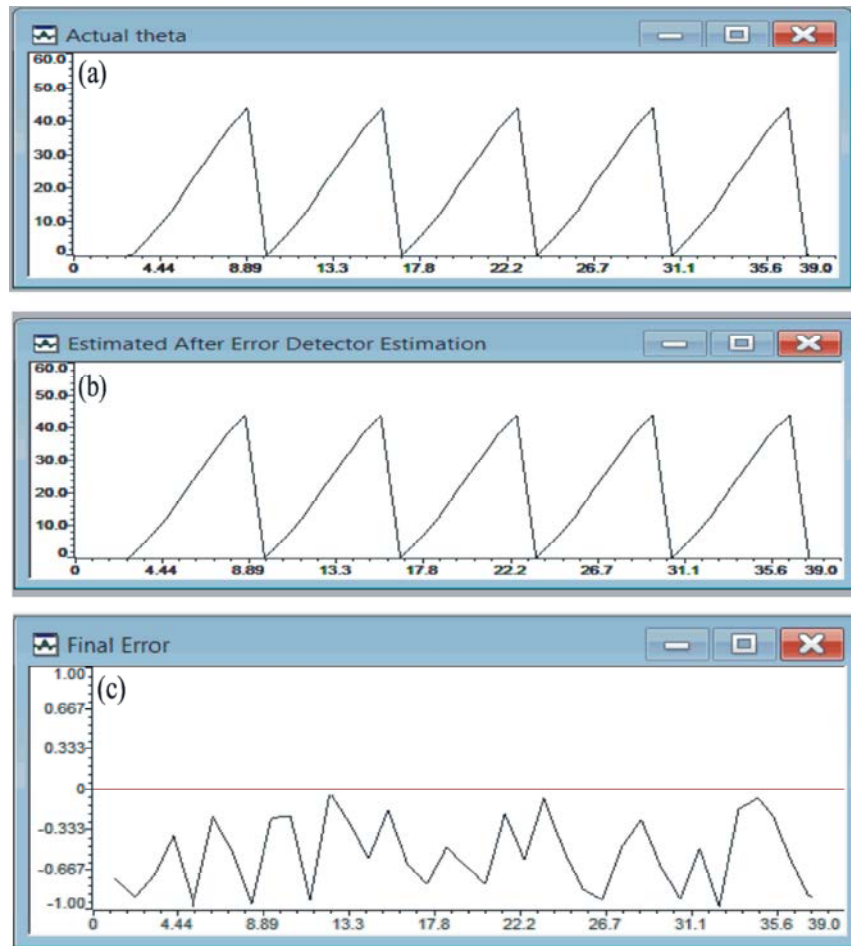 Actual theta
(a)
60.0
50.0
40.0
30.0
20.0
10.0
0
0 4.44 8.89 13.3 17.8 22.2 26.7 31.1 35.6 39.0
Estimated After Error Detector Estimation
(b)
60.0
50.0
40.0
30.0
20.0
10.0
0
0 4.44 8.89 13.3 17.8 22.2 26.7 31.1 35.6 39.0
Final Error
(c)
1.00
0.667
0.333
0
-0.333
-0.667
-1.00
0 4.44 8.89 13.3 17.8 22.2 26.7 31.1 35.6 39.0